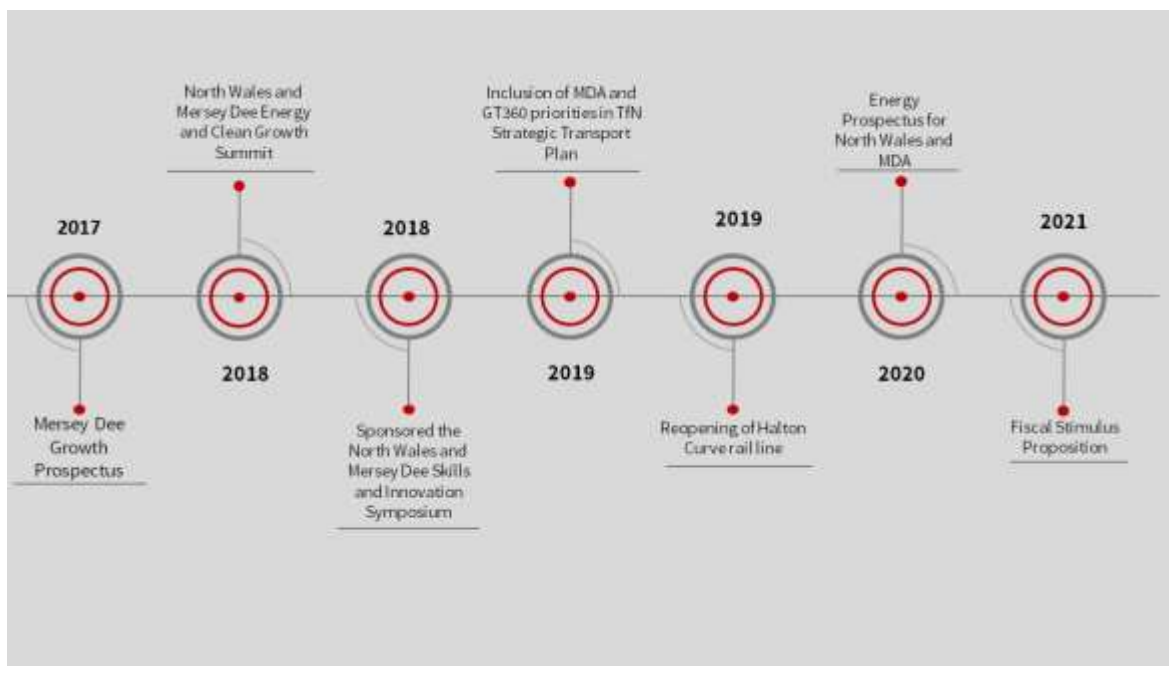 2017
Mersey Dee
Growth
Prospectus
North Wales and
Mersey Dee Energy
and Clean Growth
Summit
2018
2018
Sponsored the
North Wales and
Mersey Dee Skills
and Innovation
Symposium
Inclusion of MDA and
GT360 priorities in TfN
Strategic Transport
Plan
2019
2019
Reopening of Halton
Curve rail line
Energy
Prospectus for
North Wales and
MDA
2020
2021
Fiscal Stimulus
Proposition